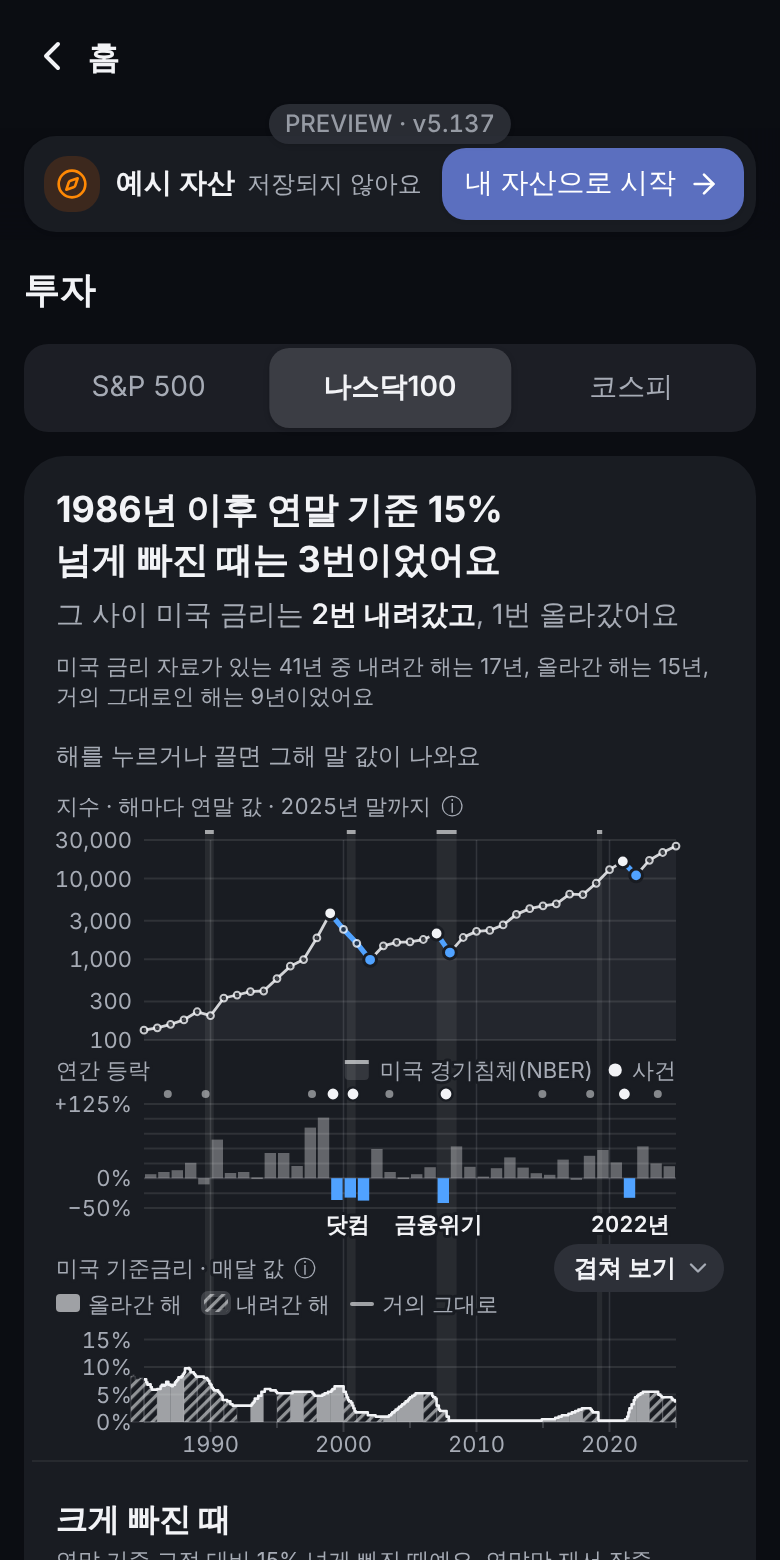 홈
PREVIEW · v5.137
예시 자산 저장되지 않아요 내 자산으로 시작 →
투자
S&P 500 나스닥100 코스피
1986년 이후 연말 기준 15%
넘게 빠진 때는 3번이었어요
그 사이 미국 금리는 2번 내려갔고, 1번 올라갔어요
미국 금리 자료가 있는 41년 중 내려간 해는 17년, 올라간 해는 15년,
거의 그대로인 해는 9년이었어요
해를 누르거나 끌면 그해 말 값이 나와요
지수 · 해마다 연말 값 · 2025년 말까지 ⓘ
30,000
10,000
3,000
1,000
300
100
연간 등락 미국 경기침체(NBER) 사건
+125%
0%
−50%
닷컴 금융위기 2022년
미국 기준금리 · 매달 값 ⓘ 겹쳐 보기
올라간 해 내려간 해 거의 그대로
15%
10%
5%
0%
1990 2000 2010 2020
크게 빠진 때